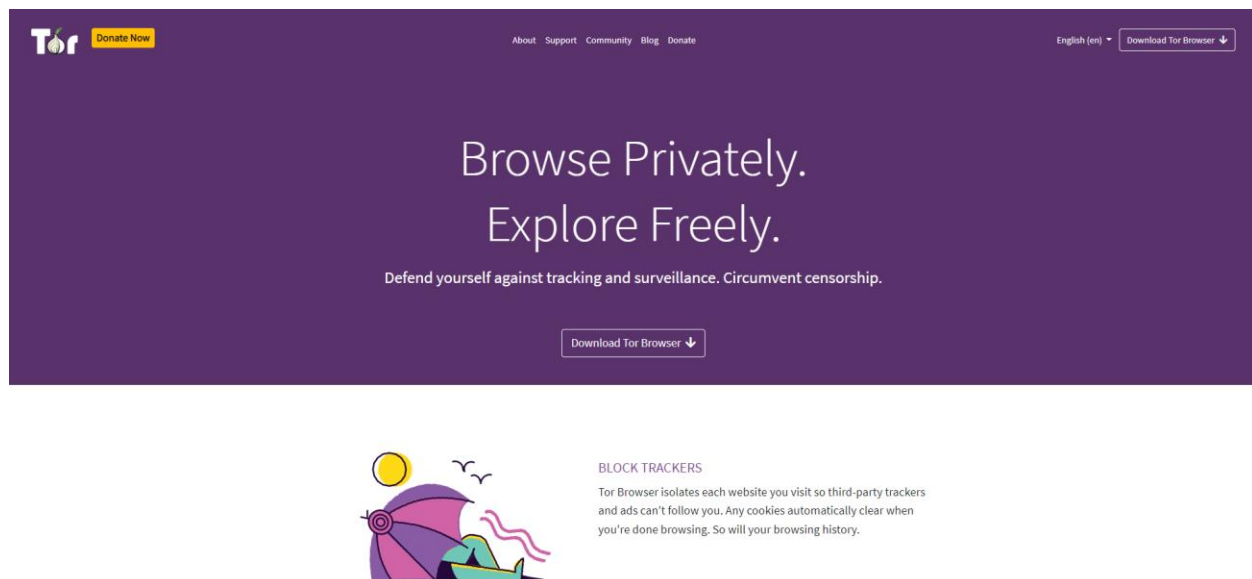 Tor
Donate Now
About Support Community Blog Donate
English (en)
Download Tor Browser
Browse Privately.
Explore Freely.
Defend yourself against tracking and surveillance. Circumvent censorship.
Download Tor Browser
BLOCK TRACKERS
Tor Browser isolates each website you visit so third-party trackers
and ads can't follow you. Any cookies automatically clear when
you're done browsing. So will your browsing history.